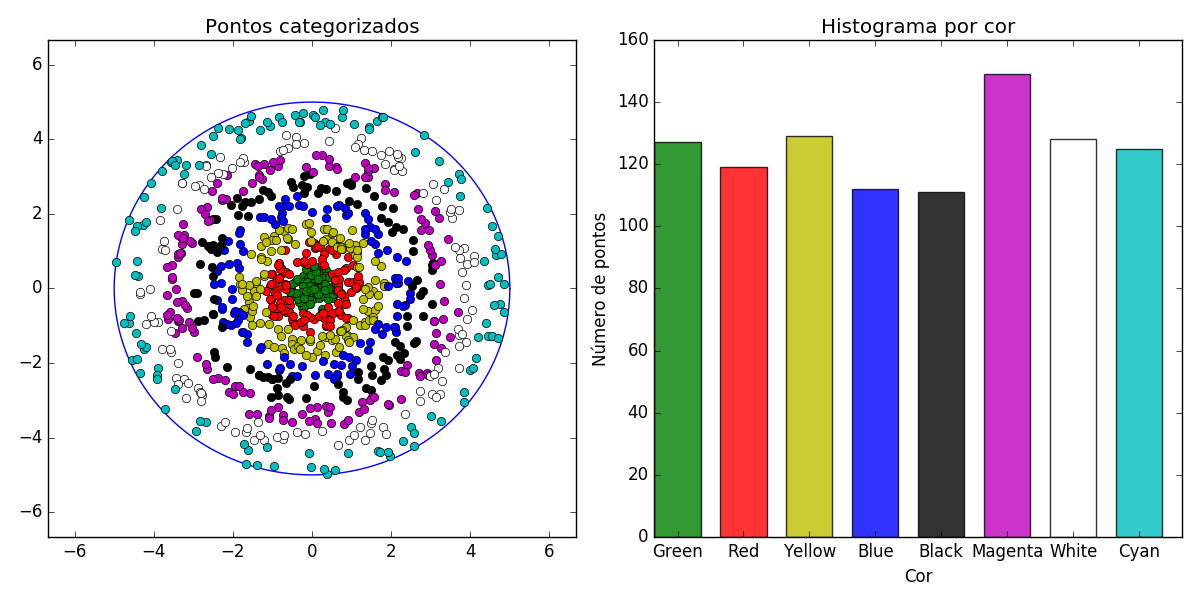 Pontos categorizados
6
4
2
0
−2
−4
−6
−6 −4 −2 0 2 4 6
Histograma por cor
Número de pontos
160
140
120
100
80
60
40
20
0
Green Red Yellow Blue Black Magenta White Cyan
Cor